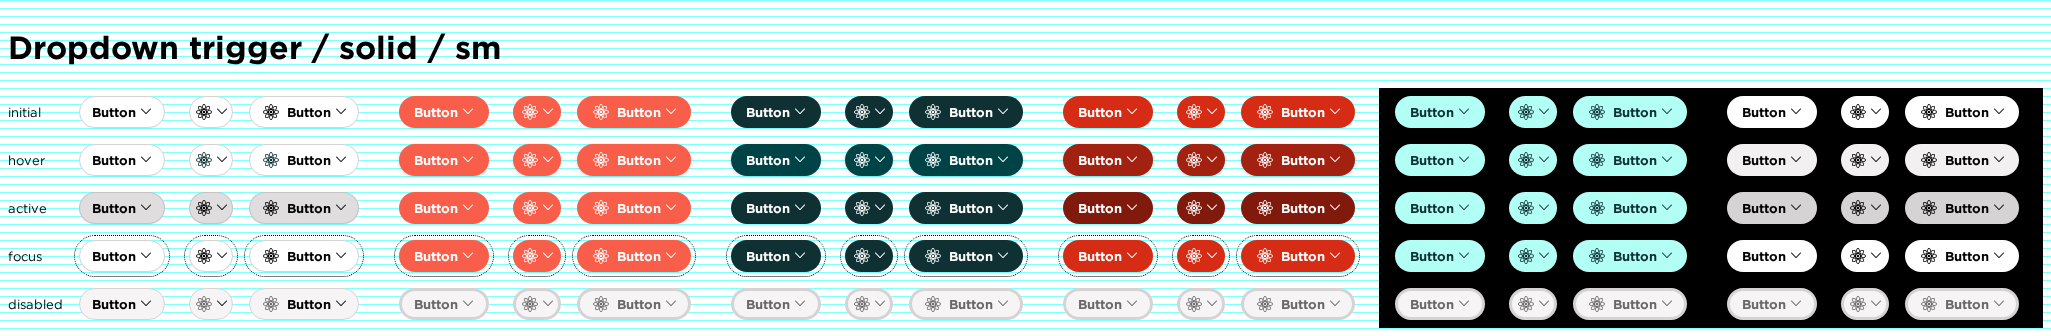 Dropdown trigger / solid / sm
initial Button Button Button Button Button Button Button Button Button Button Button Button
hover Button Button Button Button Button Button Button Button Button Button Button Button
active Button Button Button Button Button Button Button Button Button Button Button Button
focus Button Button Button Button Button Button Button Button Button Button Button Button
disabled Button Button Button Button Button Button Button Button Button Button Button Button